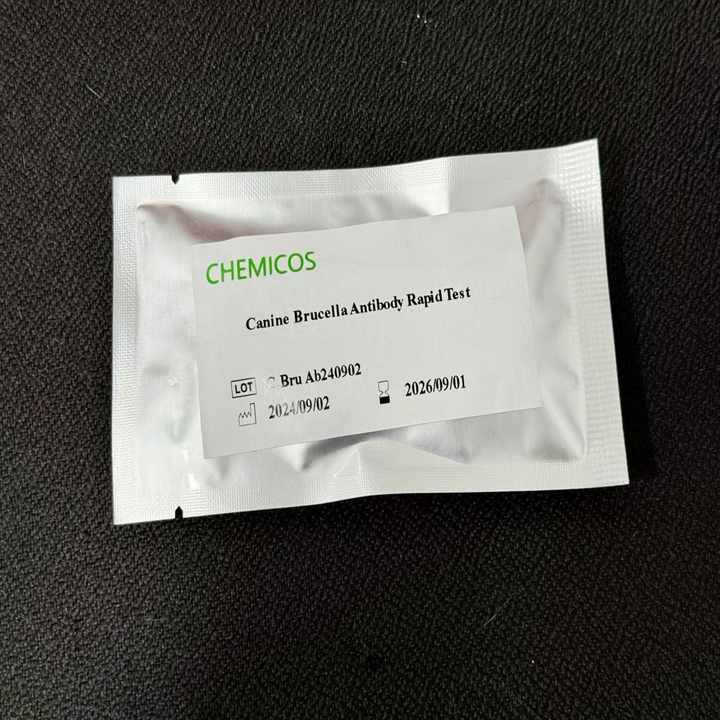 CHEMICOS
Canine Brucella Antibody Rapid Test
LOT C Bru Ab240902
2024/09/02 2026/09/01